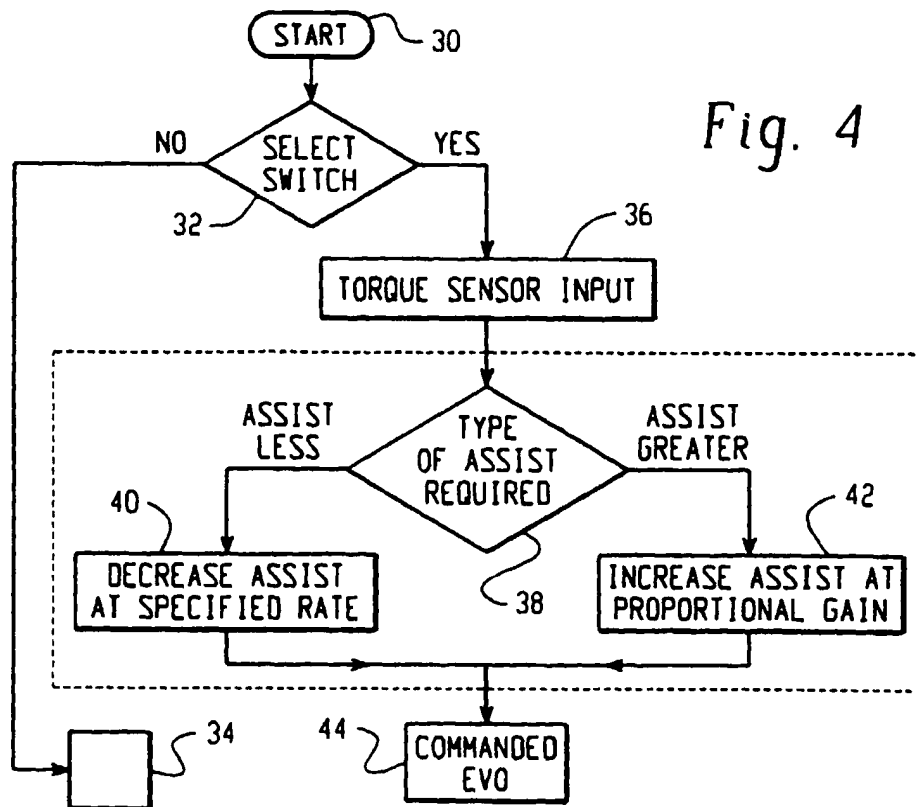 START
30
Fig. 4
NO
SELECT
SWITCH
YES
32
36
TORQUE SENSOR INPUT
ASSIST
LESS
TYPE
OF ASSIST
REQUIRED
ASSIST
GREATER
40
42
DECREASE ASSIST
AT SPECIFIED RATE
38
INCREASE ASSIST AT
PROPORTIONAL GAIN
34
44
COMMANDED
EVO